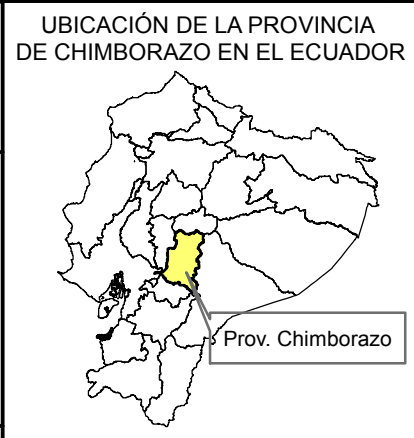 UBICACIÓN DE LA PROVINCIA
DE CHIMBORAZO EN EL ECUADOR
Prov. Chimborazo